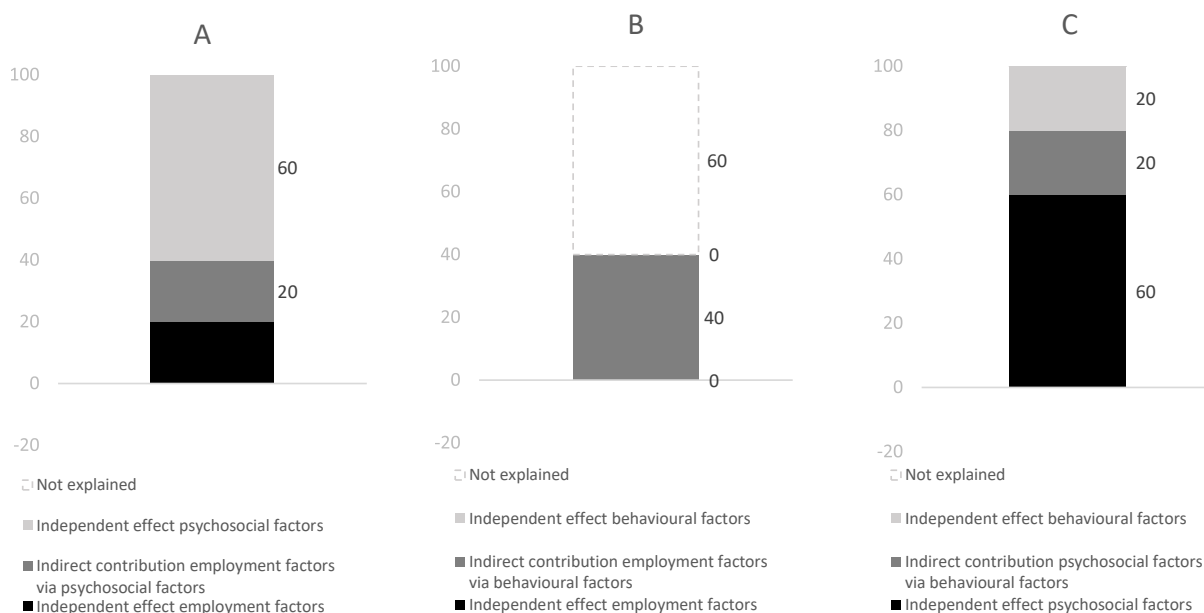 A
100
80
60
40
20
0
-20
60
20
Not explained
Independent effect psychosocial factors
Indirect contribution employment factors
via psychosocial factors
Independent effect employment factors
B
100
80
60
40
20
0
-20
60
0
40
0
Not explained
Independent effect behavioural factors
Indirect contribution employment factors
via behavioural factors
Independent effect employment factors
C
100
80
60
40
20
0
-20
20
20
60
Not explained
Independent effect behavioural factors
Indirect contribution psychosocial factors
via behavioural factors
Independent effect psychosocial factors